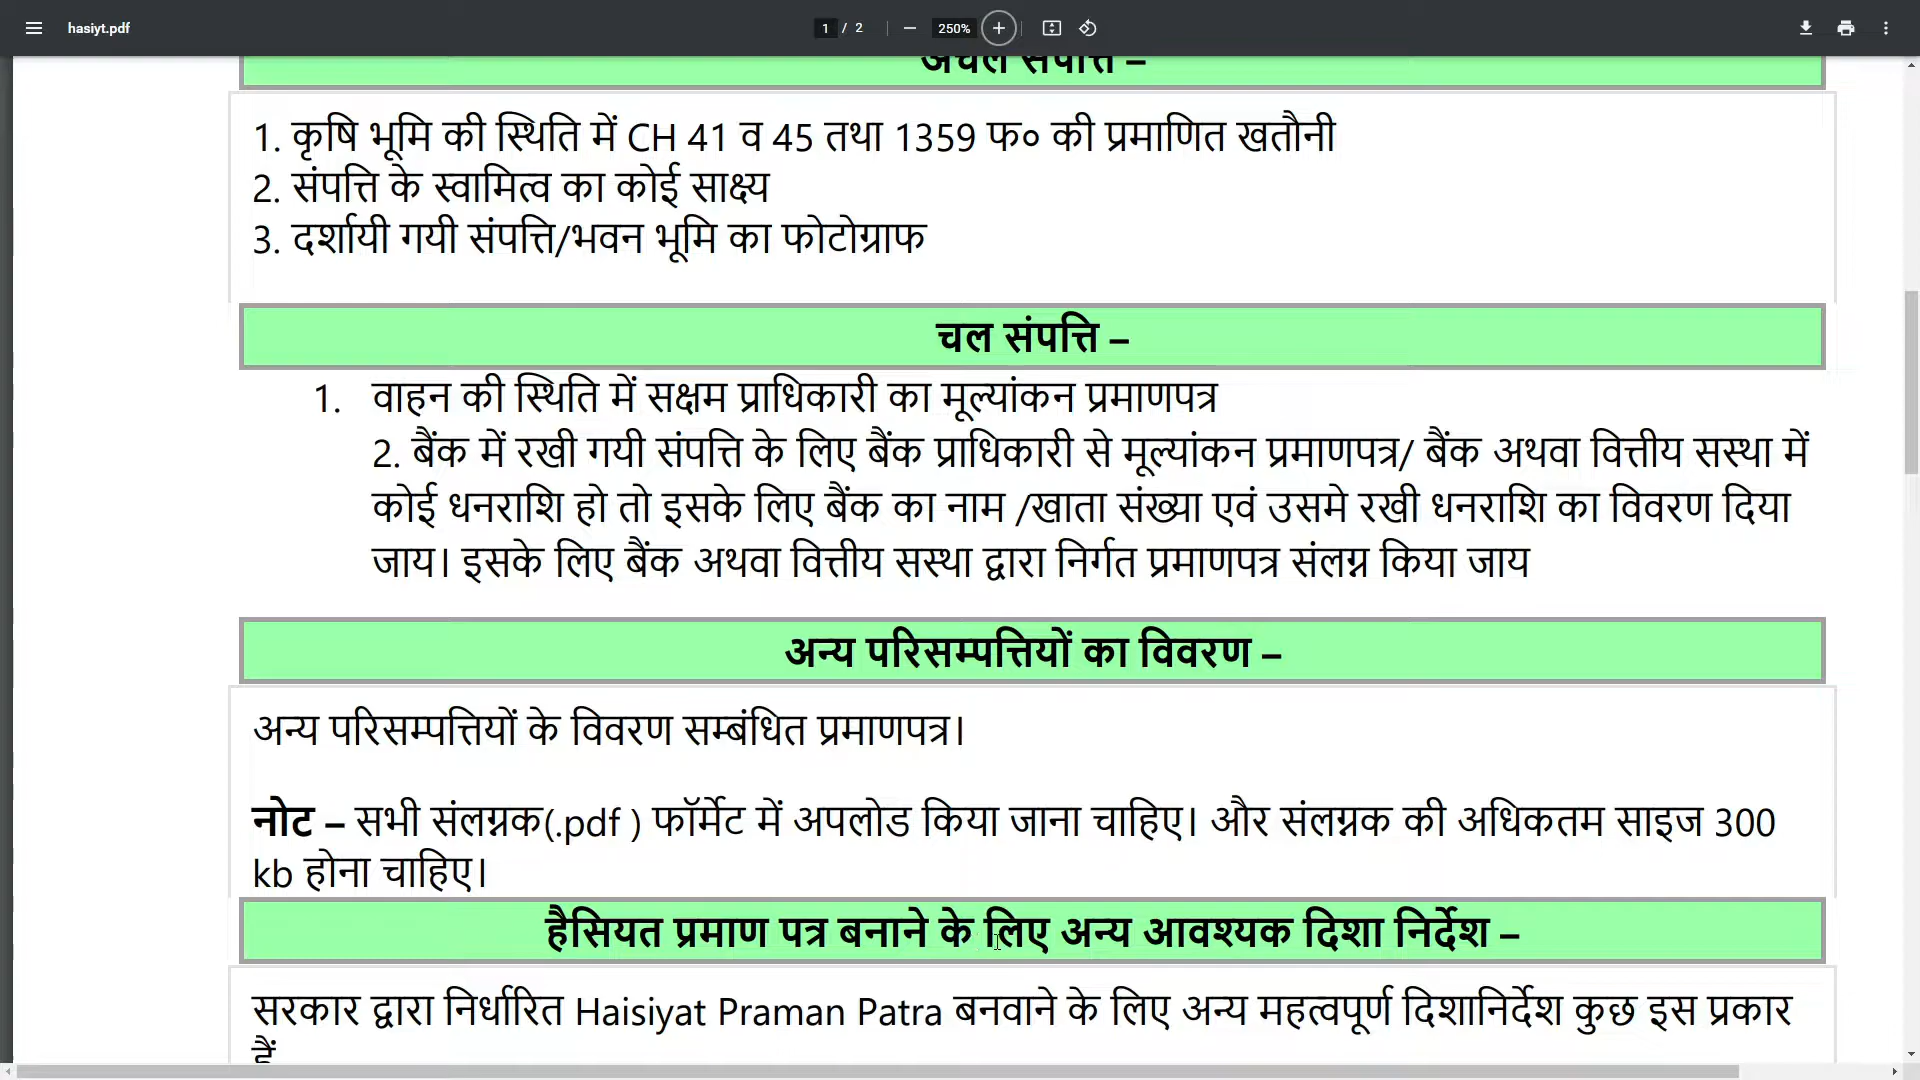 hasiyt.pdf
1 / 2
250%
अचल संपत्ति –
1. कृषि भूमि की स्थिति में CH 41 व 45 तथा 1359 फ० की प्रमाणित खतौनी
2. संपत्ति के स्वामित्व का कोई साक्ष्य
3. दर्शायी गयी संपत्ति/भवन भूमि का फोटोग्राफ
चल संपत्ति –
1. वाहन की स्थिति में सक्षम प्राधिकारी का मूल्यांकन प्रमाणपत्र
2. बैंक में रखी गयी संपत्ति के लिए बैंक प्राधिकारी से मूल्यांकन प्रमाणपत्र/ बैंक अथवा वित्तीय सस्था में
कोई धनराशि हो तो इसके लिए बैंक का नाम /खाता संख्या एवं उसमे रखी धनराशि का विवरण दिया
जाय। इसके लिए बैंक अथवा वित्तीय सस्था द्वारा निर्गत प्रमाणपत्र संलग्न किया जाय
अन्य परिसम्पत्तियों का विवरण –
अन्य परिसम्पत्तियों के विवरण सम्बंधित प्रमाणपत्र।
नोट – सभी संलग्नक(.pdf ) फॉर्मेट में अपलोड किया जाना चाहिए। और संलग्नक की अधिकतम साइज 300
kb होना चाहिए।
हैसियत प्रमाण पत्र बनाने के लिए अन्य आवश्यक दिशा निर्देश –
सरकार द्वारा निर्धारित Haisiyat Praman Patra बनवाने के लिए अन्य महत्वपूर्ण दिशानिर्देश कुछ इस प्रकार
हैं